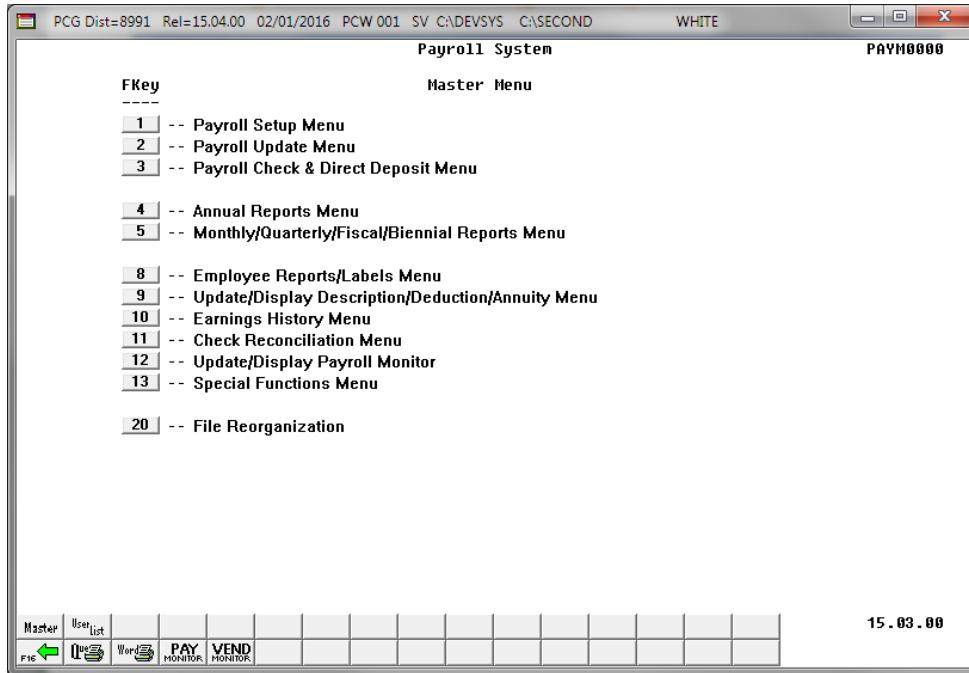 PCG Dist=8991 Rel=15.04.00 02/01/2016 PCW 001 SV C:\DEVSYS C:\SECOND WHITE
Payroll System PAYM0000
FKey Master Menu
----
1 -- Payroll Setup Menu
2 -- Payroll Update Menu
3 -- Payroll Check & Direct Deposit Menu
4 -- Annual Reports Menu
5 -- Monthly/Quarterly/Fiscal/Biennial Reports Menu
8 -- Employee Reports/Labels Menu
9 -- Update/Display Description/Deduction/Annuity Menu
10 -- Earnings History Menu
11 -- Check Reconciliation Menu
12 -- Update/Display Payroll Monitor
13 -- Special Functions Menu
20 -- File Reorganization
Master User List 15.03.00
F16 Que Word PAY MONITOR VEND MONITOR